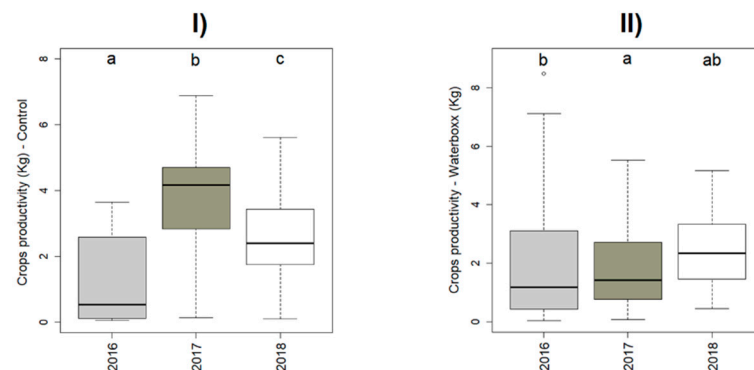 I)
a b c
Crops productivity (Kg) - Control
8
6
4
2
0
2016
2017
2018
II)
b a ab
Crops productivity - Waterboxx (Kg)
8
6
4
2
0
2016
2017
2018